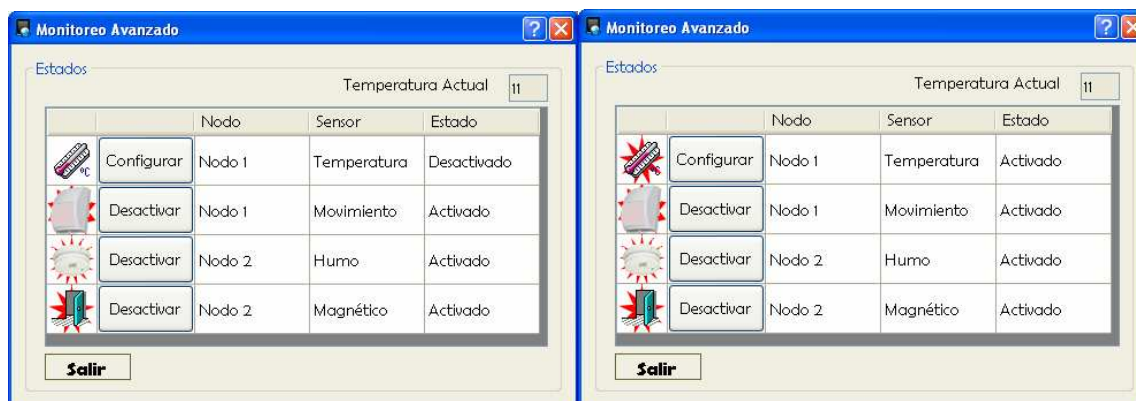 Monitoreo Avanzado
Estados
Temperatura Actual 11
Nodo Sensor Estado
°C Configurar Nodo 1 Temperatura Desactivado
Desactivar Nodo 1 Movimiento Activado
Desactivar Nodo 2 Humo Activado
Desactivar Nodo 2 Magnético Activado
Salir
Monitoreo Avanzado
Estados
Temperatura Actual 11
Nodo Sensor Estado
Configurar Nodo 1 Temperatura Activado
Desactivar Nodo 1 Movimiento Activado
Desactivar Nodo 2 Humo Activado
Desactivar Nodo 2 Magnético Activado
Salir